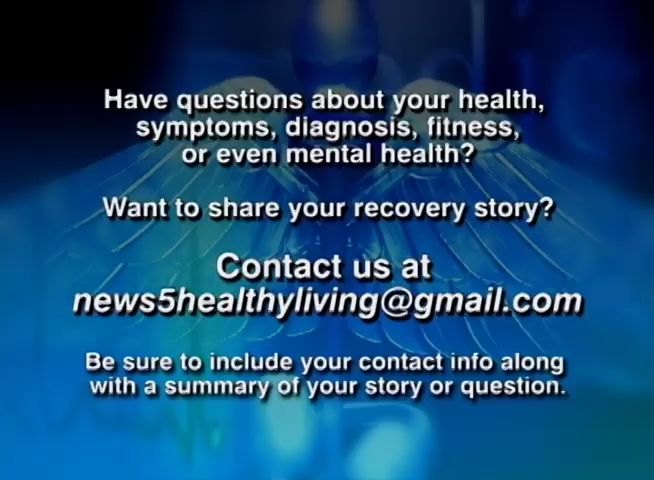 Have questions about your health,
symptoms, diagnosis, fitness,
or even mental health?
Want to share your recovery story?
Contact us at
news5healthyliving@gmail.com
Be sure to include your contact info along
with a summary of your story or question.